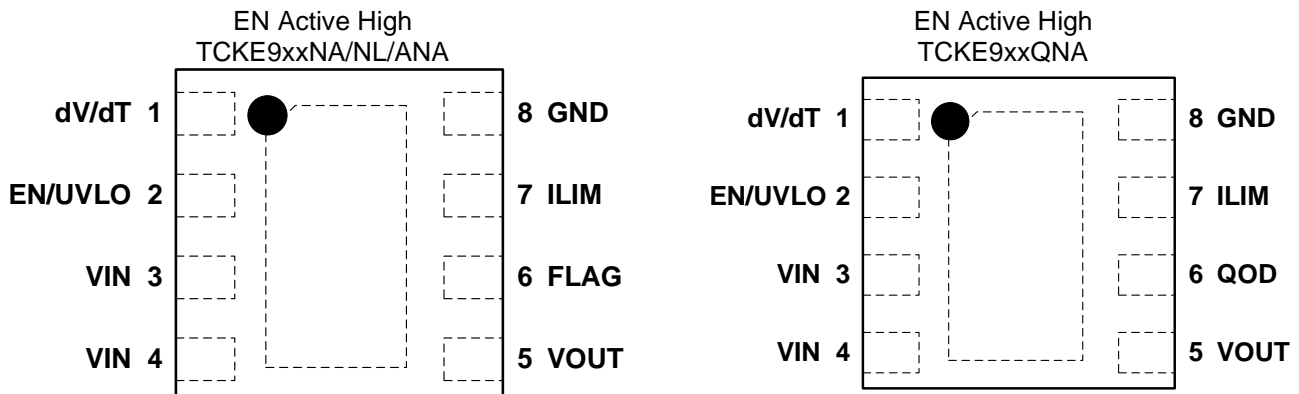 EN Active High
TCKE9xxNA/NL/ANA
dV/dT 1
8 GND
EN/UVLO 2
7 ILIM
VIN 3
6 FLAG
VIN 4
5 VOUT
EN Active High
TCKE9xxQNA
dV/dT 1
8 GND
EN/UVLO 2
7 ILIM
VIN 3
6 QOD
VIN 4
5 VOUT